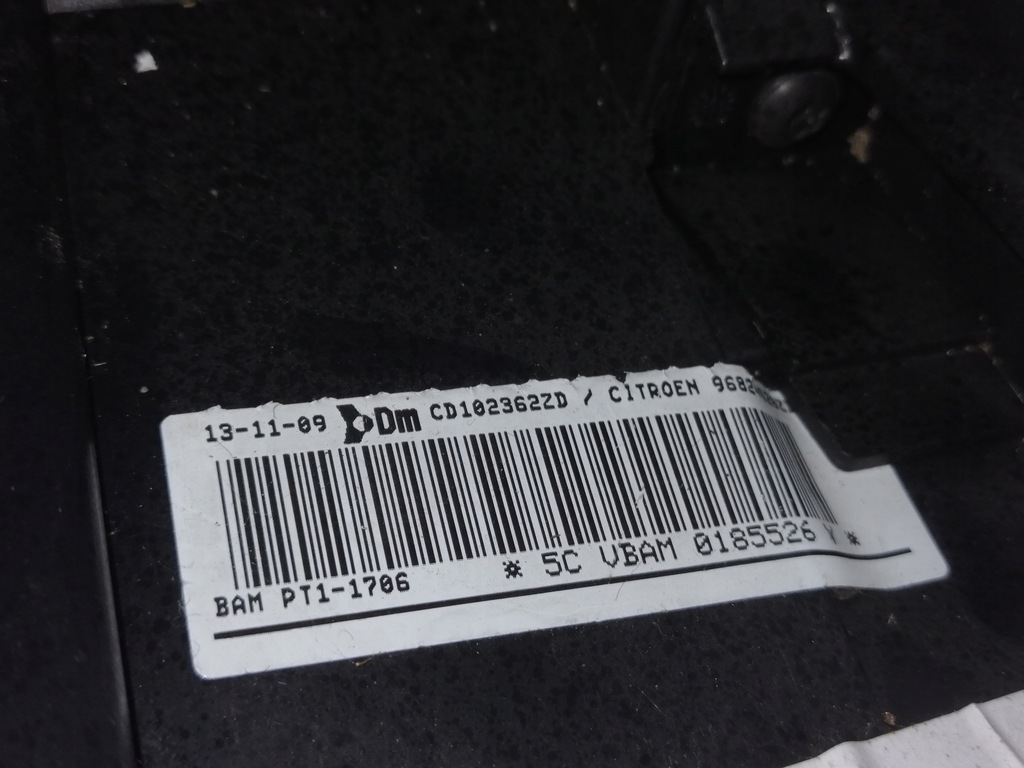 13-11-09 Dm CD102362ZD / CITROEN
* 5C VBAM 0185526 Y *
BAM PT1-1706